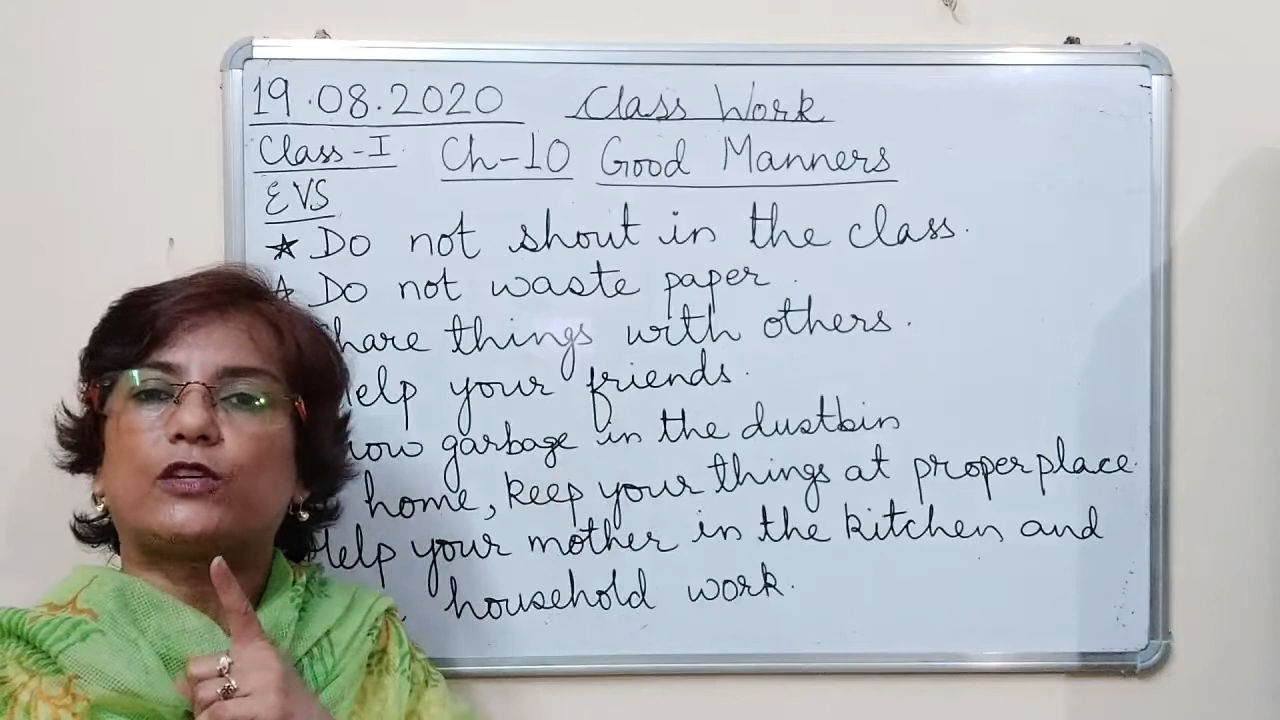 19.08.2020 Class Work
Class-I Ch-10 Good Manners
EVS
★ Do not shout in the class.
★ Do not waste paper.
things with others.
your friends.
garbage in the dustbin
home, keep your things at proper place.
Help your mother in the kitchen and
household work.